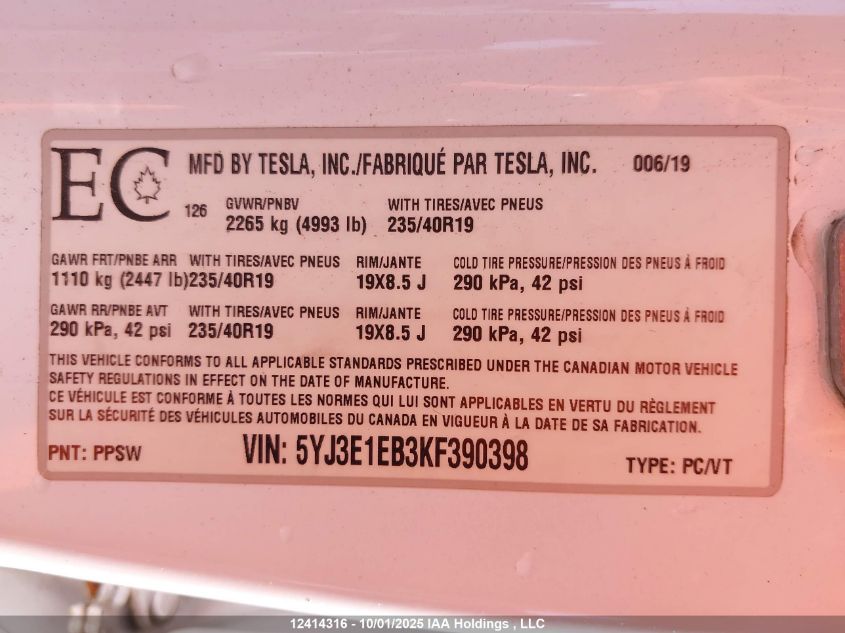 EC MFD BY TESLA, INC./FABRIQUÉ PAR TESLA, INC. 006/19
126 GVWR/PNBV WITH TIRES/AVEC PNEUS
2265 kg (4993 lb) 235/40R19
GAWR FRT/PNBE ARR WITH TIRES/AVEC PNEUS RIM/JANTE COLD TIRE PRESSURE/PRESSION DES PNEUS À FROID
1110 kg (2447 lb) 235/40R19 19X8.5 J 290 kPa, 42 psi
GAWR RR/PNBE AVT WITH TIRES/AVEC PNEUS RIM/JANTE COLD TIRE PRESSURE/PRESSION DES PNEUS À FROID
290 kPa, 42 psi 235/40R19 19X8.5 J 290 kPa, 42 psi
THIS VEHICLE CONFORMS TO ALL APPLICABLE STANDARDS PRESCRIBED UNDER THE CANADIAN MOTOR VEHICLE
SAFETY REGULATIONS IN EFFECT ON THE DATE OF MANUFACTURE.
CE VÉHICULE EST CONFORME À TOUTES LES NORMES QUI LUI SONT APPLICABLES EN VERTU DU RÈGLEMENT
SUR LA SÉCURITÉ DES VÉHICULES AUTOMOBILES DU CANADA EN VIGUEUR À LA DATE DE SA FABRICATION.
PNT: PPSW VIN: 5YJ3E1EB3KF390398 TYPE: PC/VT
12414316 - 10/01/2025 IAA Holdings, LLC